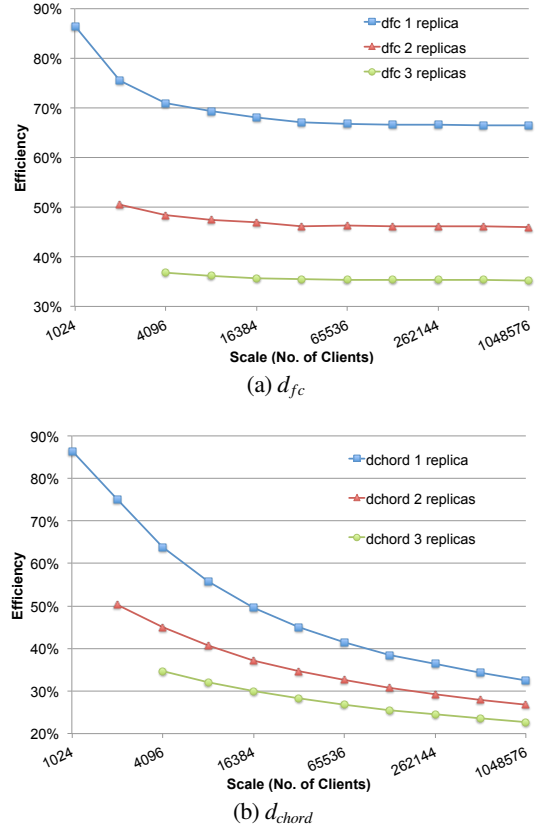 90%
80%
70%
60%
50%
40%
30%
Efficiency
dfc 1 replica
dfc 2 replicas
dfc 3 replicas
1024
4096
16384
65536
262144
1048576
Scale (No. of Clients)
(a) d_fc
90%
80%
70%
60%
50%
40%
30%
20%
Efficiency
dchord 1 replica
dchord 2 replicas
dchord 3 replicas
1024
4096
16384
65536
262144
1048576
Scale (No. of Clients)
(b) d_chord